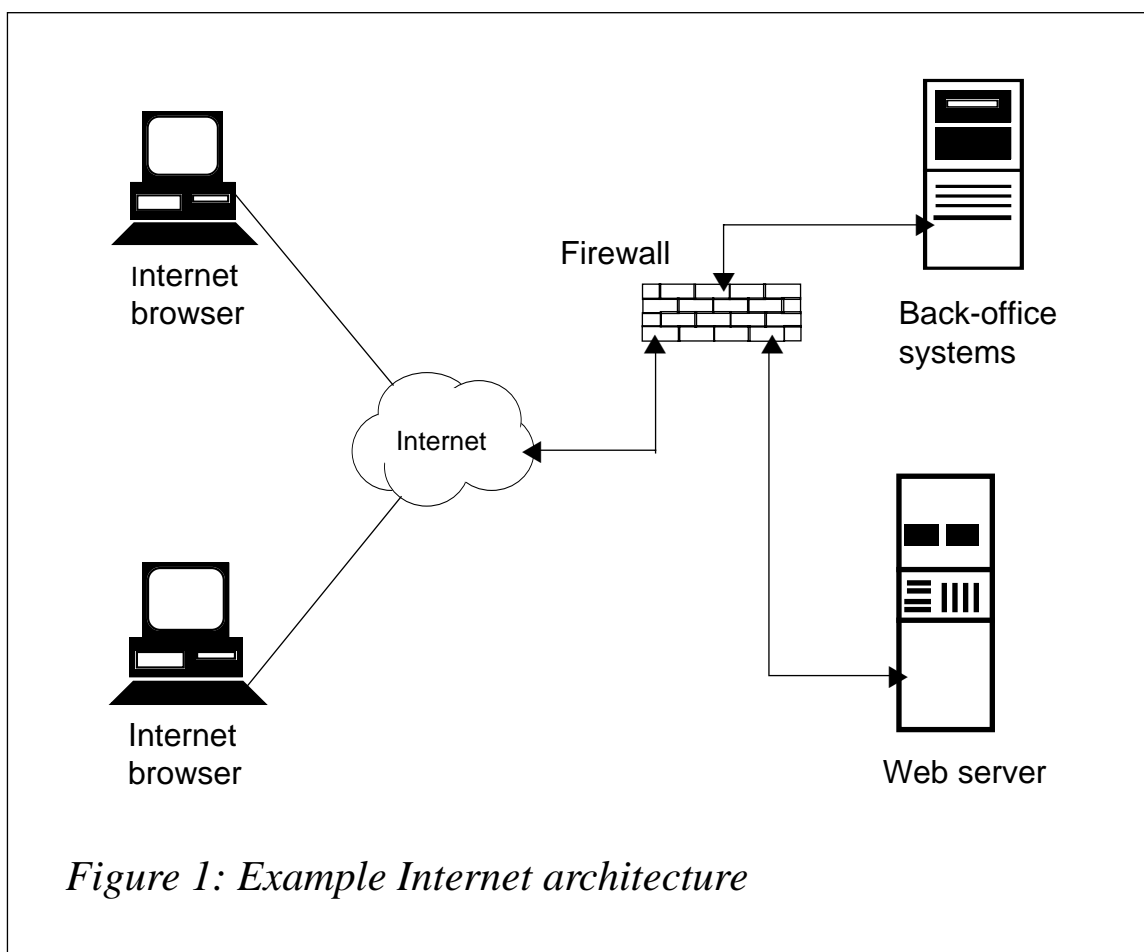 Internet
browser
Firewall
Back-office
systems
Internet
Internet
browser
Web server
Figure 1: Example Internet architecture